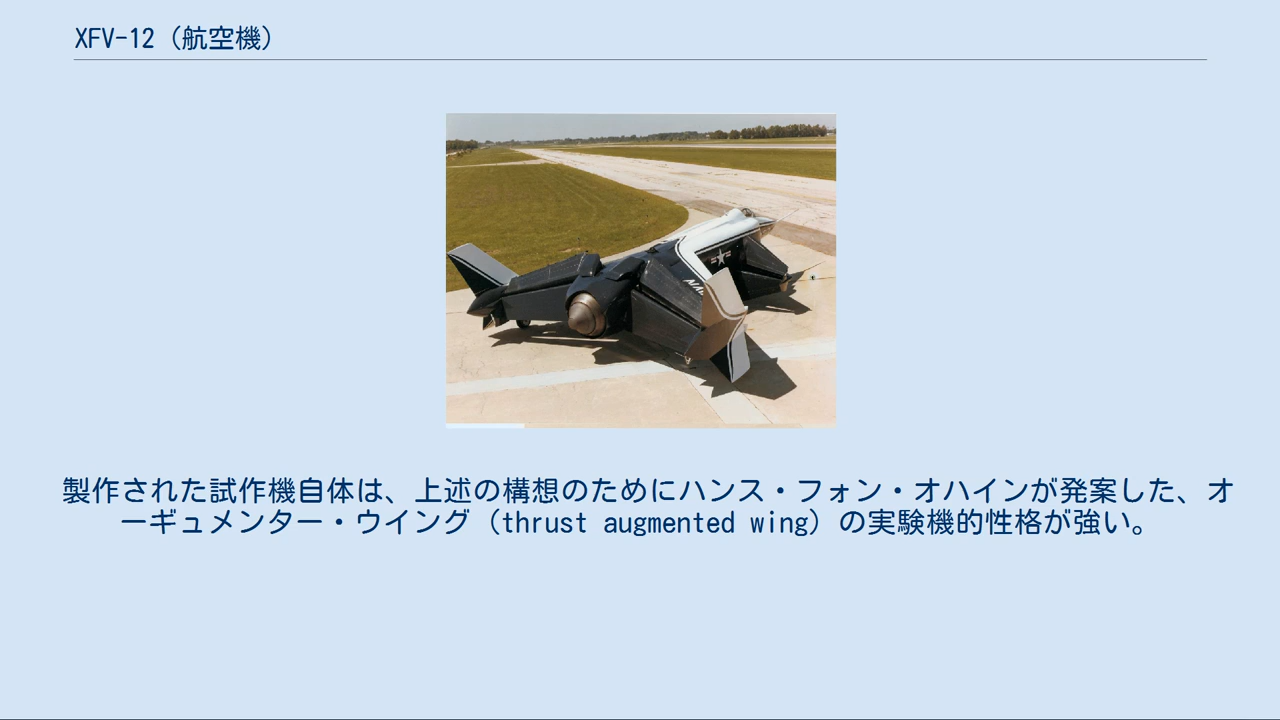 XFV-12（航空機）
製作された試作機自体は、上述の構想のためにハンス・フォン・オハインが発案した、オ
ーギュメンター・ウイング（thrust augmented wing）の実験機的性格が強い。